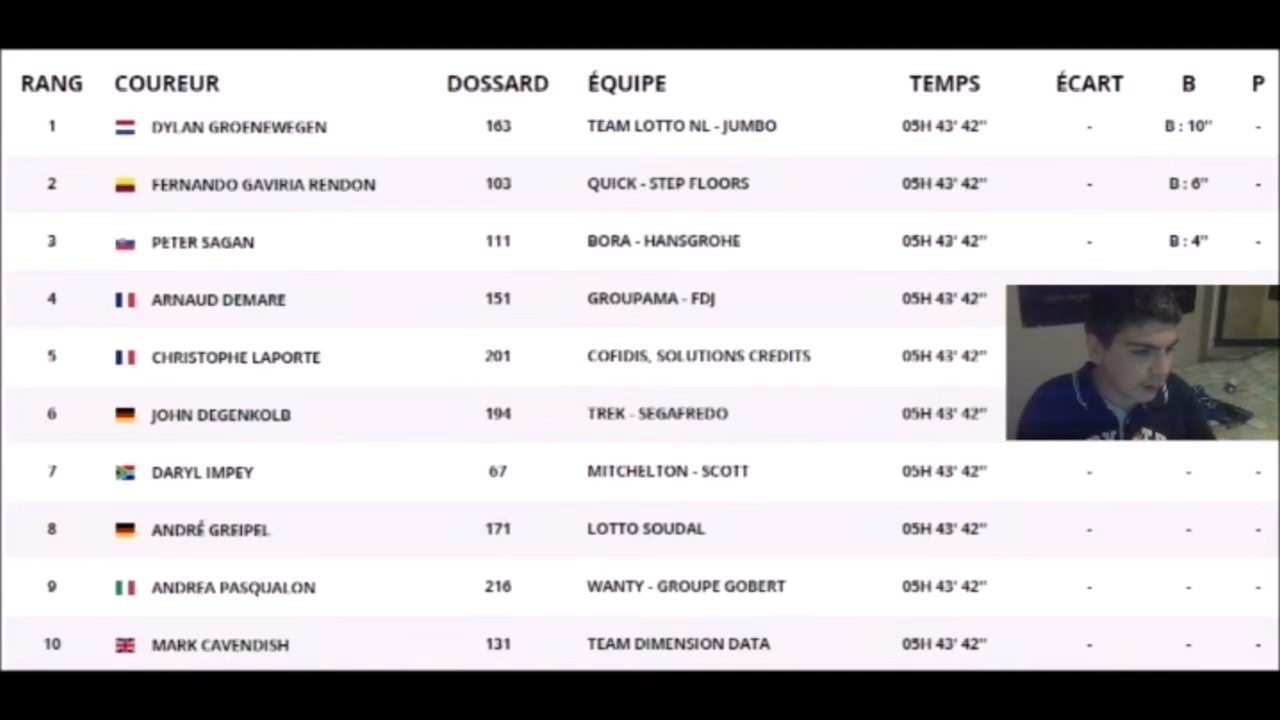 RANG COUREUR DOSSARD ÉQUIPE TEMPS ÉCART B P
1 DYLAN GROENEWEGEN 163 TEAM LOTTO NL - JUMBO 05H 43' 42'' - B : 10'' -
2 FERNANDO GAVIRIA RENDON 103 QUICK - STEP FLOORS 05H 43' 42'' - B : 6'' -
3 PETER SAGAN 111 BORA - HANSGROHE 05H 43' 42'' - B : 4'' -
4 ARNAUD DEMARE 151 GROUPAMA - FDJ 05H 43' 42''
5 CHRISTOPHE LAPORTE 201 COFIDIS, SOLUTIONS CREDITS 05H 43' 42''
6 JOHN DEGENKOLB 194 TREK - SEGAFREDO 05H 43' 42''
7 DARYL IMPEY 67 MITCHELTON - SCOTT 05H 43' 42'' - - -
8 ANDRÉ GREIPEL 171 LOTTO SOUDAL 05H 43' 42'' - - -
9 ANDREA PASQUALON 216 WANTY - GROUPE GOBERT 05H 43' 42'' - - -
10 MARK CAVENDISH 131 TEAM DIMENSION DATA 05H 43' 42'' - - -